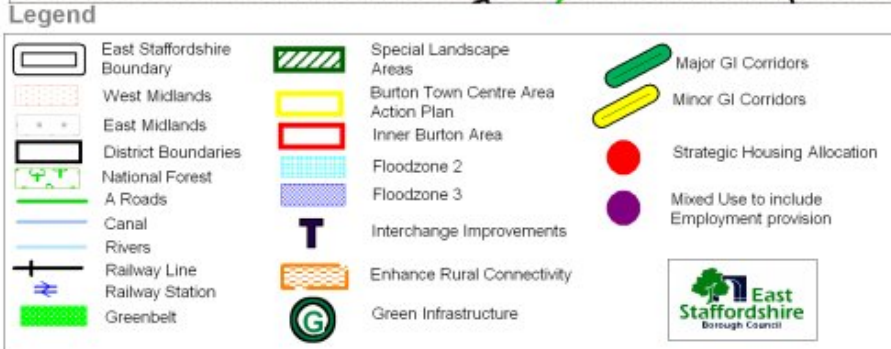 Legend
East Staffordshire
Boundary
West Midlands
East Midlands
District Boundaries
National Forest
A Roads
Canal
Rivers
Railway Line
Railway Station
Greenbelt
Special Landscape
Areas
Burton Town Centre Area
Action Plan
Inner Burton Area
Floodzone 2
Floodzone 3
T
Interchange Improvements
Enhance Rural Connectivity
G
Green Infrastructure
Major GI Corridors
Minor GI Corridors
Strategic Housing Allocation
Mixed Use to include
Employment provision
East
Staffordshire
Borough Council